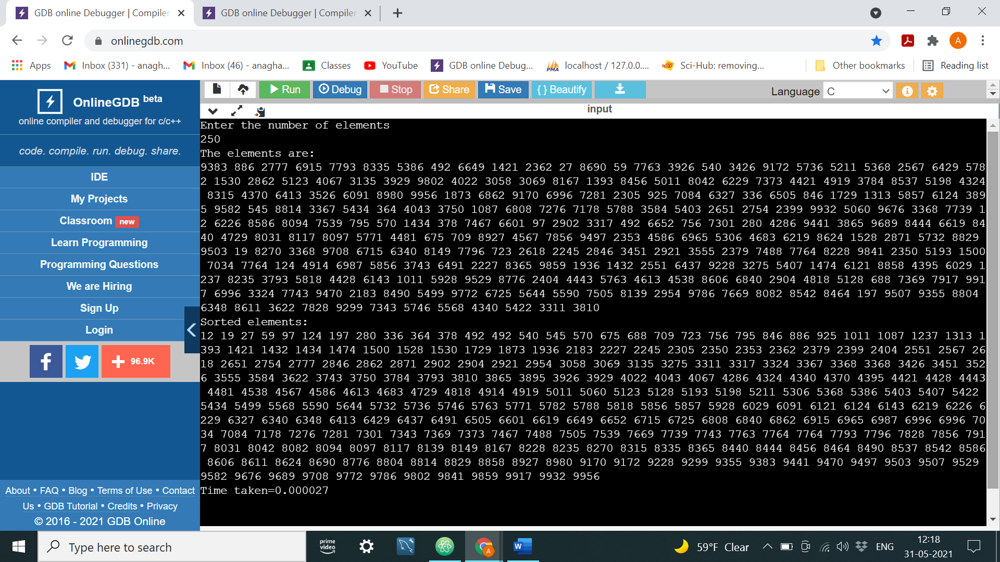 GDB online Debugger | Compiler
GDB online Debugger | Compiler
onlinegdb.com
A
Apps
Inbox (331) - anagh...
Inbox (46) - anagha...
Classes
YouTube
GDB online Debug...
localhost / 127.0.0....
Sci-Hub: removing...
Other bookmarks
Reading list
OnlineGDB beta
online compiler and debugger for c/c++
code. compile. run. debug. share.
IDE
My Projects
Classroom new
Learn Programming
Programming Questions
We are Hiring
Sign Up
Login
96.9K
About • FAQ • Blog • Terms of Use • Contact
Us • GDB Tutorial • Credits • Privacy
© 2016 - 2021 GDB Online
Run Debug Stop Share Save { } Beautify
Language C
input
Enter the number of elements
250
The elements are:
9383 886 2777 6915 7793 8335 5386 492 6649 1421 2362 27 8690 59 7763 3926 540 3426 9172 5736 5211 5368 2567 6429 578
2 1530 2862 5123 4067 3135 3929 9802 4022 3058 3069 8167 1393 8456 5011 8042 6229 7373 4421 4919 3784 8537 5198 4324
8315 4370 6413 3526 6091 8980 9956 1873 6862 9170 6996 7281 2305 925 7084 6327 336 6505 846 1729 1313 5857 6124 389
5 9582 545 8814 3367 5434 364 4043 3750 1087 6808 7276 7178 5788 3584 5403 2651 2754 2399 9932 5060 9676 3368 7739 1
2 6226 8586 8094 7539 795 570 1434 378 7467 6601 97 2902 3317 492 6652 756 7301 280 4286 9441 3865 9689 8444 6619 84
40 4729 8031 8117 8097 5771 4481 675 709 8927 4567 7856 9497 2353 4586 6965 5306 4683 6219 8624 1528 2871 5732 8829
9503 19 8270 3368 9708 6715 6340 8149 7796 723 2618 2245 2846 3451 2921 3555 2379 7488 7764 8228 9841 2350 5193 1500
7034 7764 124 4914 6987 5856 3743 6491 2227 8365 9859 1936 1432 2551 6437 9228 3275 5407 1474 6121 8858 4395 6029 1
237 8235 3793 5818 4428 6143 1011 5928 9529 8776 2404 4443 5763 4613 4538 8606 6840 2904 4818 5128 688 7369 7917 991
7 6996 3324 7743 9470 2183 8490 5499 9772 6725 5644 5590 7505 8139 2954 9786 7669 8082 8542 8464 197 9507 9355 8804
6348 8611 3622 7828 9299 7343 5746 5568 4340 5422 3311 3810
Sorted elements:
12 19 27 59 97 124 197 280 336 364 378 492 492 540 545 570 675 688 709 723 756 795 846 886 925 1011 1087 1237 1313 1
393 1421 1432 1434 1474 1500 1528 1530 1729 1873 1936 2183 2227 2245 2305 2350 2353 2362 2379 2399 2404 2551 2567 26
18 2651 2754 2777 2846 2862 2871 2902 2904 2921 2954 3058 3069 3135 3275 3311 3317 3324 3367 3368 3368 3426 3451 352
6 3555 3584 3622 3743 3750 3784 3793 3810 3865 3895 3926 3929 4022 4043 4067 4286 4324 4340 4370 4395 4421 4428 4443
4481 4538 4567 4586 4613 4683 4729 4818 4914 4919 5011 5060 5123 5128 5193 5198 5211 5306 5368 5386 5403 5407 5422
5434 5499 5568 5590 5644 5732 5736 5746 5763 5771 5782 5788 5818 5856 5857 5928 6029 6091 6121 6124 6143 6219 6226 6
229 6327 6340 6348 6413 6429 6437 6491 6505 6601 6619 6649 6652 6715 6725 6808 6840 6862 6915 6965 6987 6996 6996 70
34 7084 7178 7276 7281 7301 7343 7369 7373 7467 7488 7505 7539 7669 7739 7743 7763 7764 7764 7793 7796 7828 7856 791
7 8031 8042 8082 8094 8097 8117 8139 8149 8167 8228 8235 8270 8315 8335 8365 8440 8444 8456 8464 8490 8537 8542 8586
8606 8611 8624 8690 8776 8804 8814 8829 8858 8927 8980 9170 9172 9228 9299 9355 9383 9441 9470 9497 9503 9507 9529
9582 9676 9689 9708 9772 9786 9802 9841 9859 9917 9932 9956
Time taken=0.000027
Type here to search
prime
video
A
W
59°F Clear
ENG
12:18
31-05-2021